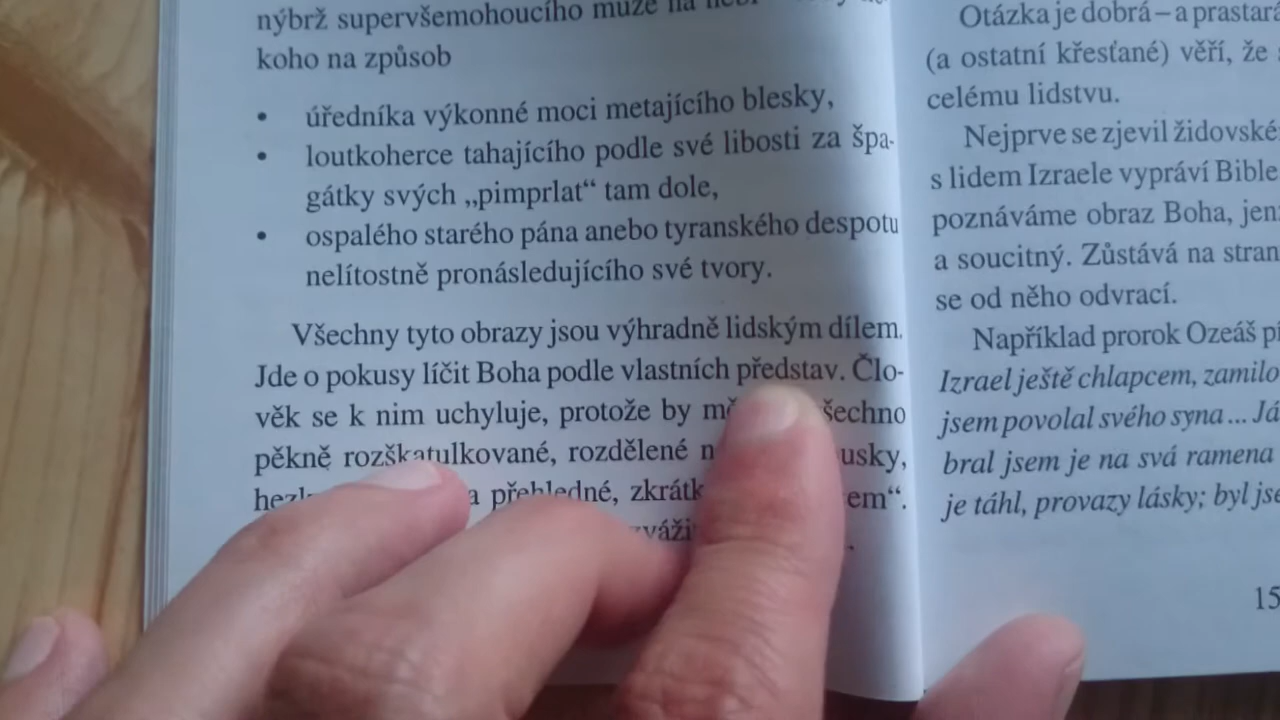 nýbrž supervšemohoucího muže na
koho na způsob
• úředníka výkonné moci metajícího blesky,
• loutkoherce tahajícího podle své libosti za špa-
gátky svých „pimprlat“ tam dole,
• ospalého starého pána anebo tyranského despotu
nelítostně pronásledujícího své tvory.
Všechny tyto obrazy jsou výhradně lidským dílem.
Jde o pokusy líčit Boha podle vlastních představ. Člo-
věk se k nim uchyluje, protože by
pěkně rozškatulkované, rozdělené
přehledné,
Otázka je dobrá – a prastará
(a ostatní křesťané) věří, že
celému lidstvu.
Nejprve se zjevil židovské
s lidem Izraele vypráví Bible
poznáváme obraz Boha,
a soucitný. Zůstává na
se od něho odvrací.
Například prorok Ozeáš
Izrael ještě chlapcem,
jsem povolal svého syna ...
bral jsem je na svá ramena
je táhl, provazy lásky; byl
15